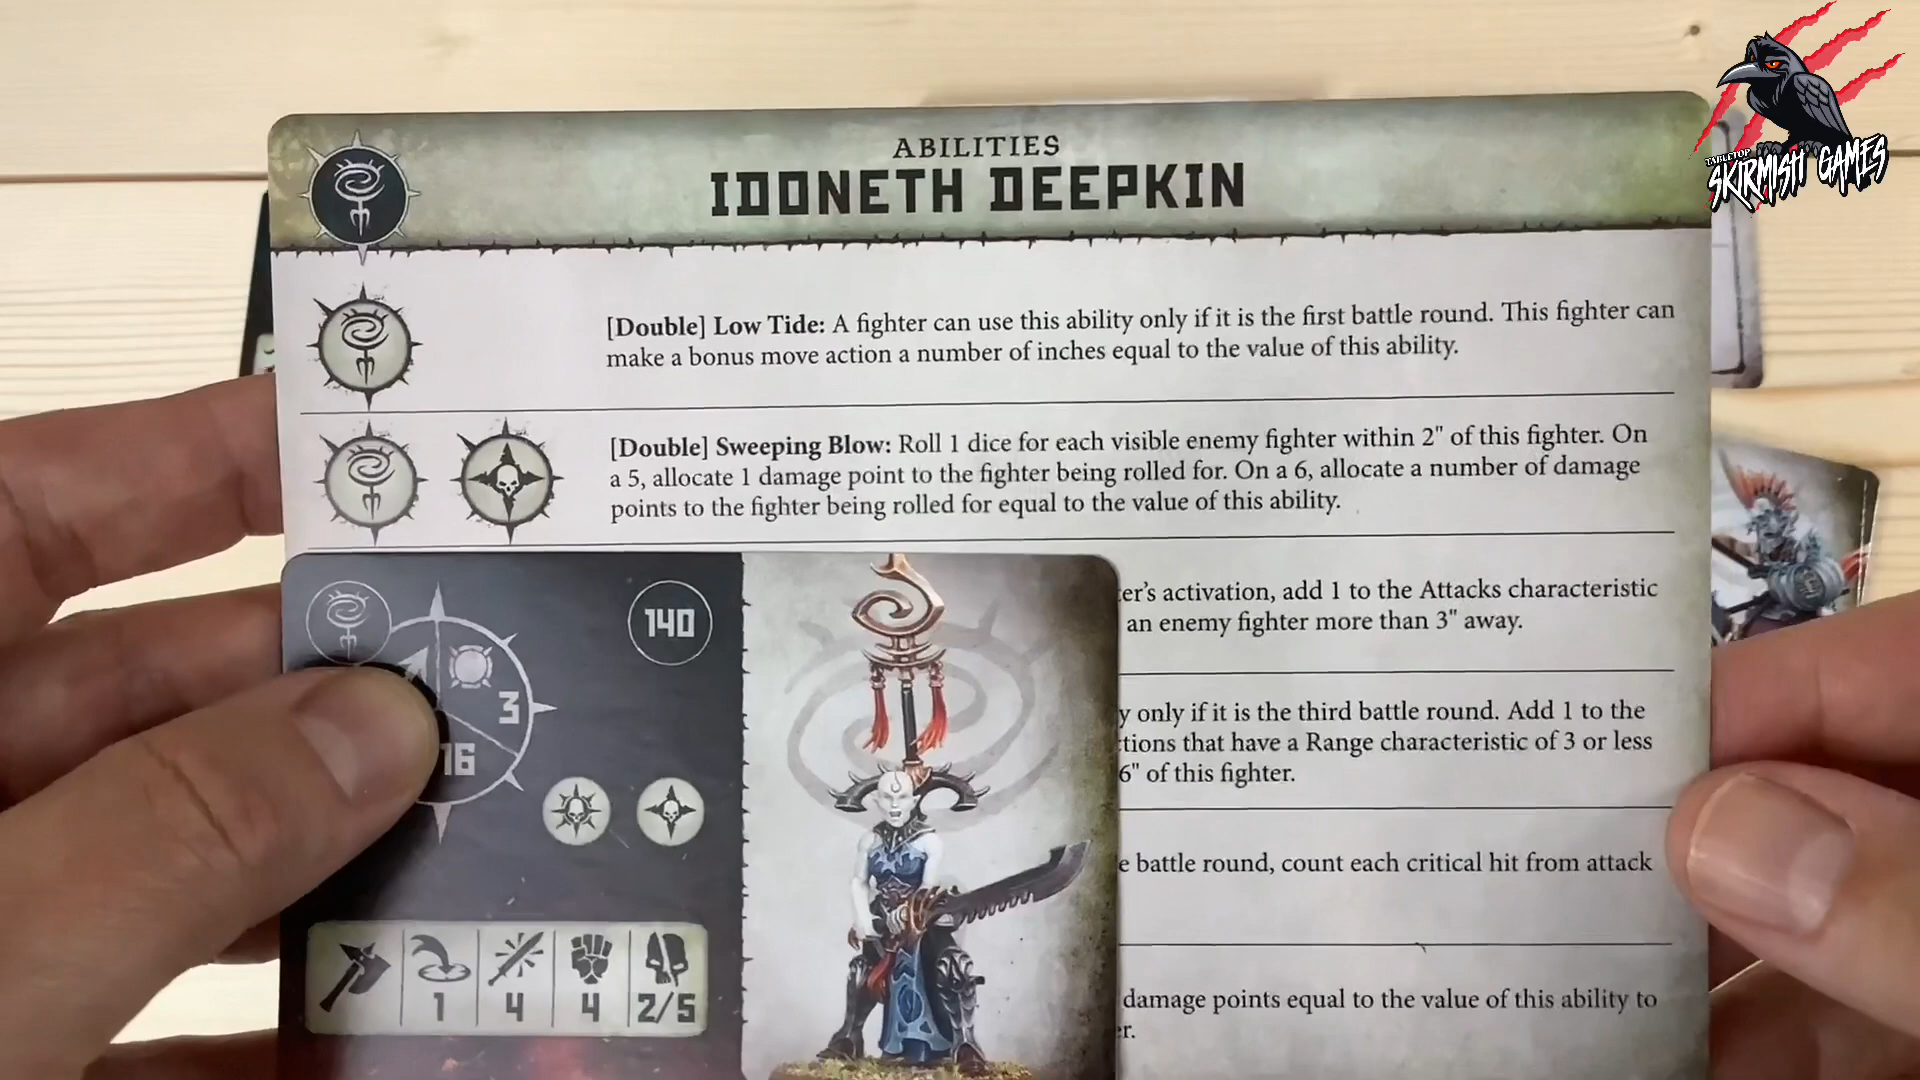 TABLETOP
SKIRMISH GAMES
ABILITIES
IDONETH DEEPKIN
[Double] Low Tide: A fighter can use this ability only if it is the first battle round. This fighter can
make a bonus move action a number of inches equal to the value of this ability.
[Double] Sweeping Blow: Roll 1 dice for each visible enemy fighter within 2" of this fighter. On
a 5, allocate 1 damage point to the fighter being rolled for. On a 6, allocate a number of damage
points to the fighter being rolled for equal to the value of this ability.
er's activation, add 1 to the Attacks characteristic
an enemy fighter more than 3" away.
y only if it is the third battle round. Add 1 to the
tions that have a Range characteristic of 3 or less
6" of this fighter.
e battle round, count each critical hit from attack
damage points equal to the value of this ability to
er.
140
3
16
1 4 4 2/5